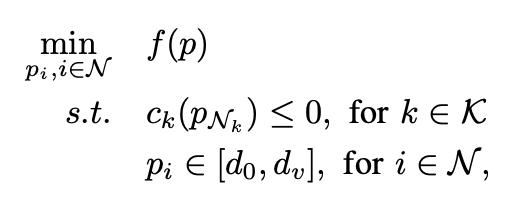 min f(p)
p_i, i∈𝒩
s.t. c_k(p_{𝒩_k}) ≤ 0, for k ∈ 𝒦
p_i ∈ [d_0, d_v], for i ∈ 𝒩,